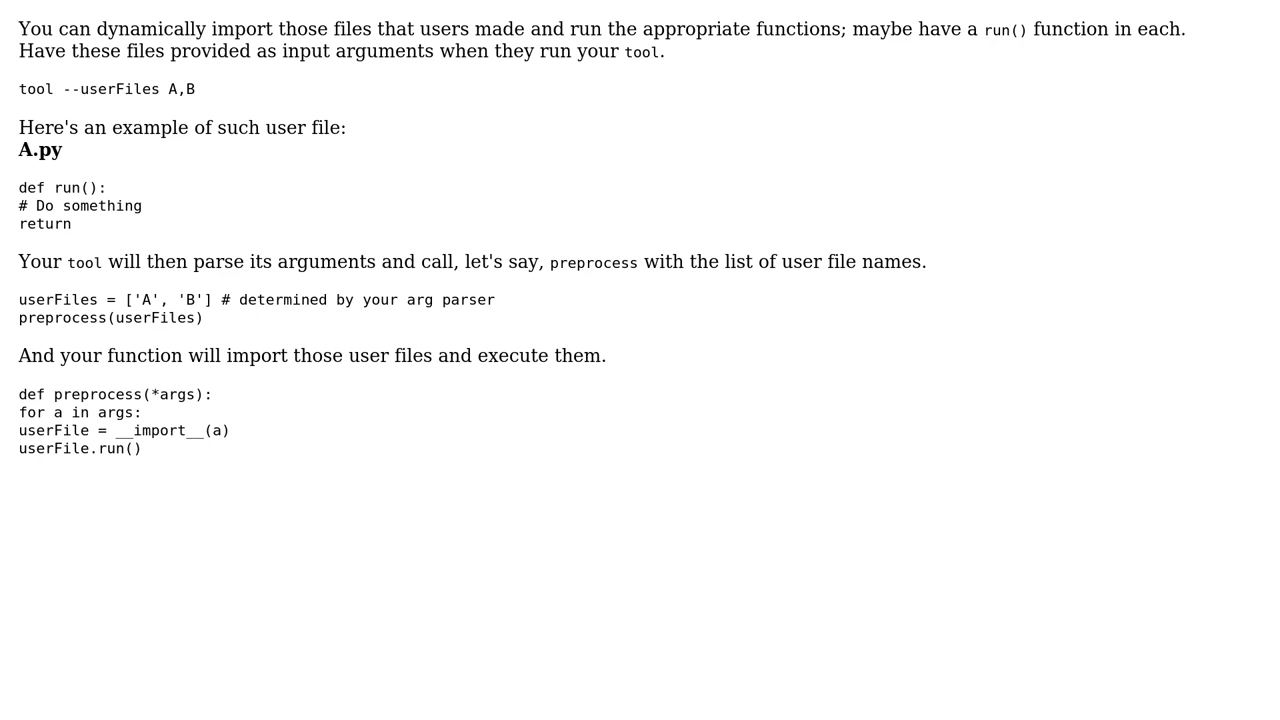 You can dynamically import those files that users made and run the appropriate functions; maybe have a run() function in each.
Have these files provided as input arguments when they run your tool.
tool --userFiles A,B
Here's an example of such user file:
A.py
def run():
# Do something
return
Your tool will then parse its arguments and call, let's say, preprocess with the list of user file names.
userFiles = ['A', 'B'] # determined by your arg parser
preprocess(userFiles)
And your function will import those user files and execute them.
def preprocess(*args):
for a in args:
userFile = __import__(a)
userFile.run()